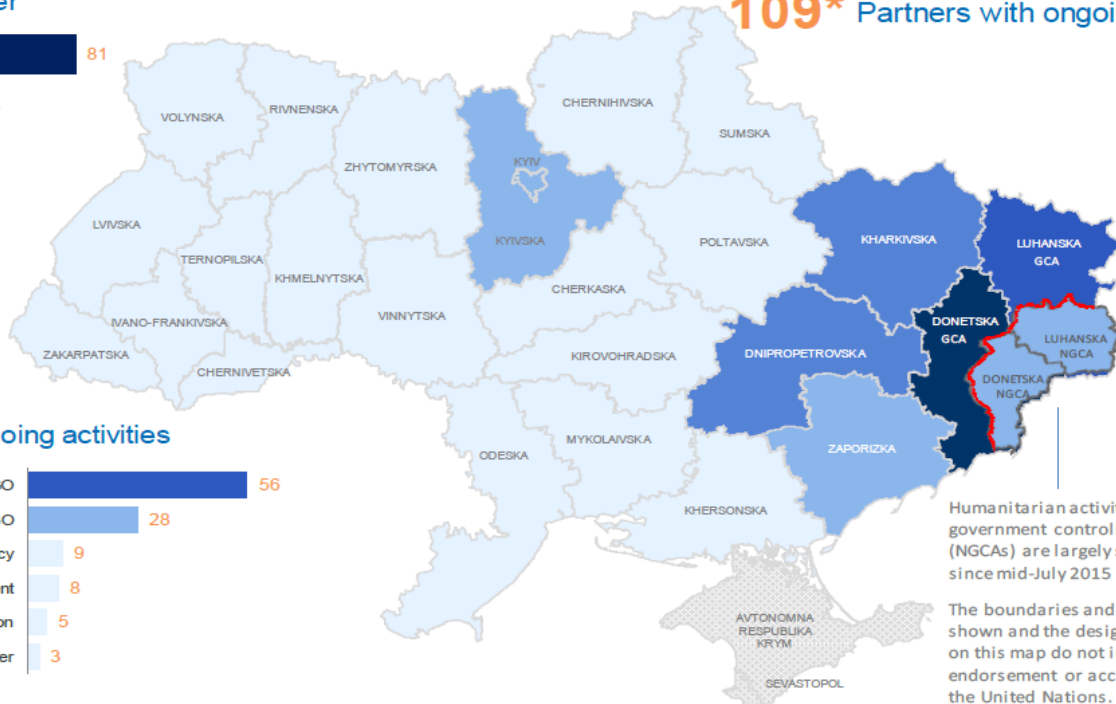 109* Partners with ongoi
81
VOLYNSKA
RIVNENSKA
CHERNIHIVSKA
SUMSKA
ZHYTOMYRSKA
KYIV
LVIVSKA
KYIVSKA
POLTAVSKA
KHARKIVSKA
LUHANSKA
GCA
TERNOPILSKA
KHMELNYTSKA
CHERKASKA
VINNYTSKA
IVANO-FRANKIVSKA
DONETSKA
GCA
LUHANSKA
NGCA
ZAKARPATSKA
CHERNIVETSKA
KIROVOHRADSKA
DNIPROPETROVSKA
DONETSKA
NGCA
MYKOLAIVSKA
ODESKA
ZAPORIZKA
KHERSONSKA
AVTONOMNA
RESPUBLIKA
KRYM
SEVASTOPOL
oing activities
56
28
9
8
5
3
Humanitarian activi
government control
(NGCAs) are largely s
since mid-July 2015
The boundaries and
shown and the desig
on this map do not i
endorsement or acc
the United Nations.